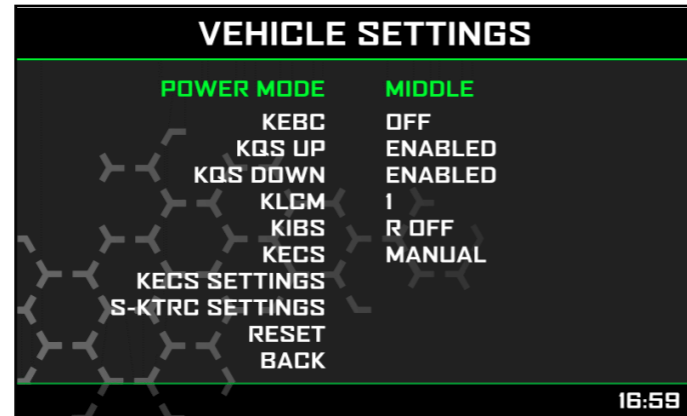 VEHICLE SETTINGS
POWER MODE MIDDLE
KEBC OFF
KQS UP ENABLED
KQS DOWN ENABLED
KLCM 1
KIBS R OFF
KECS MANUAL
KECS SETTINGS
S-KTRC SETTINGS
RESET
BACK
16:59